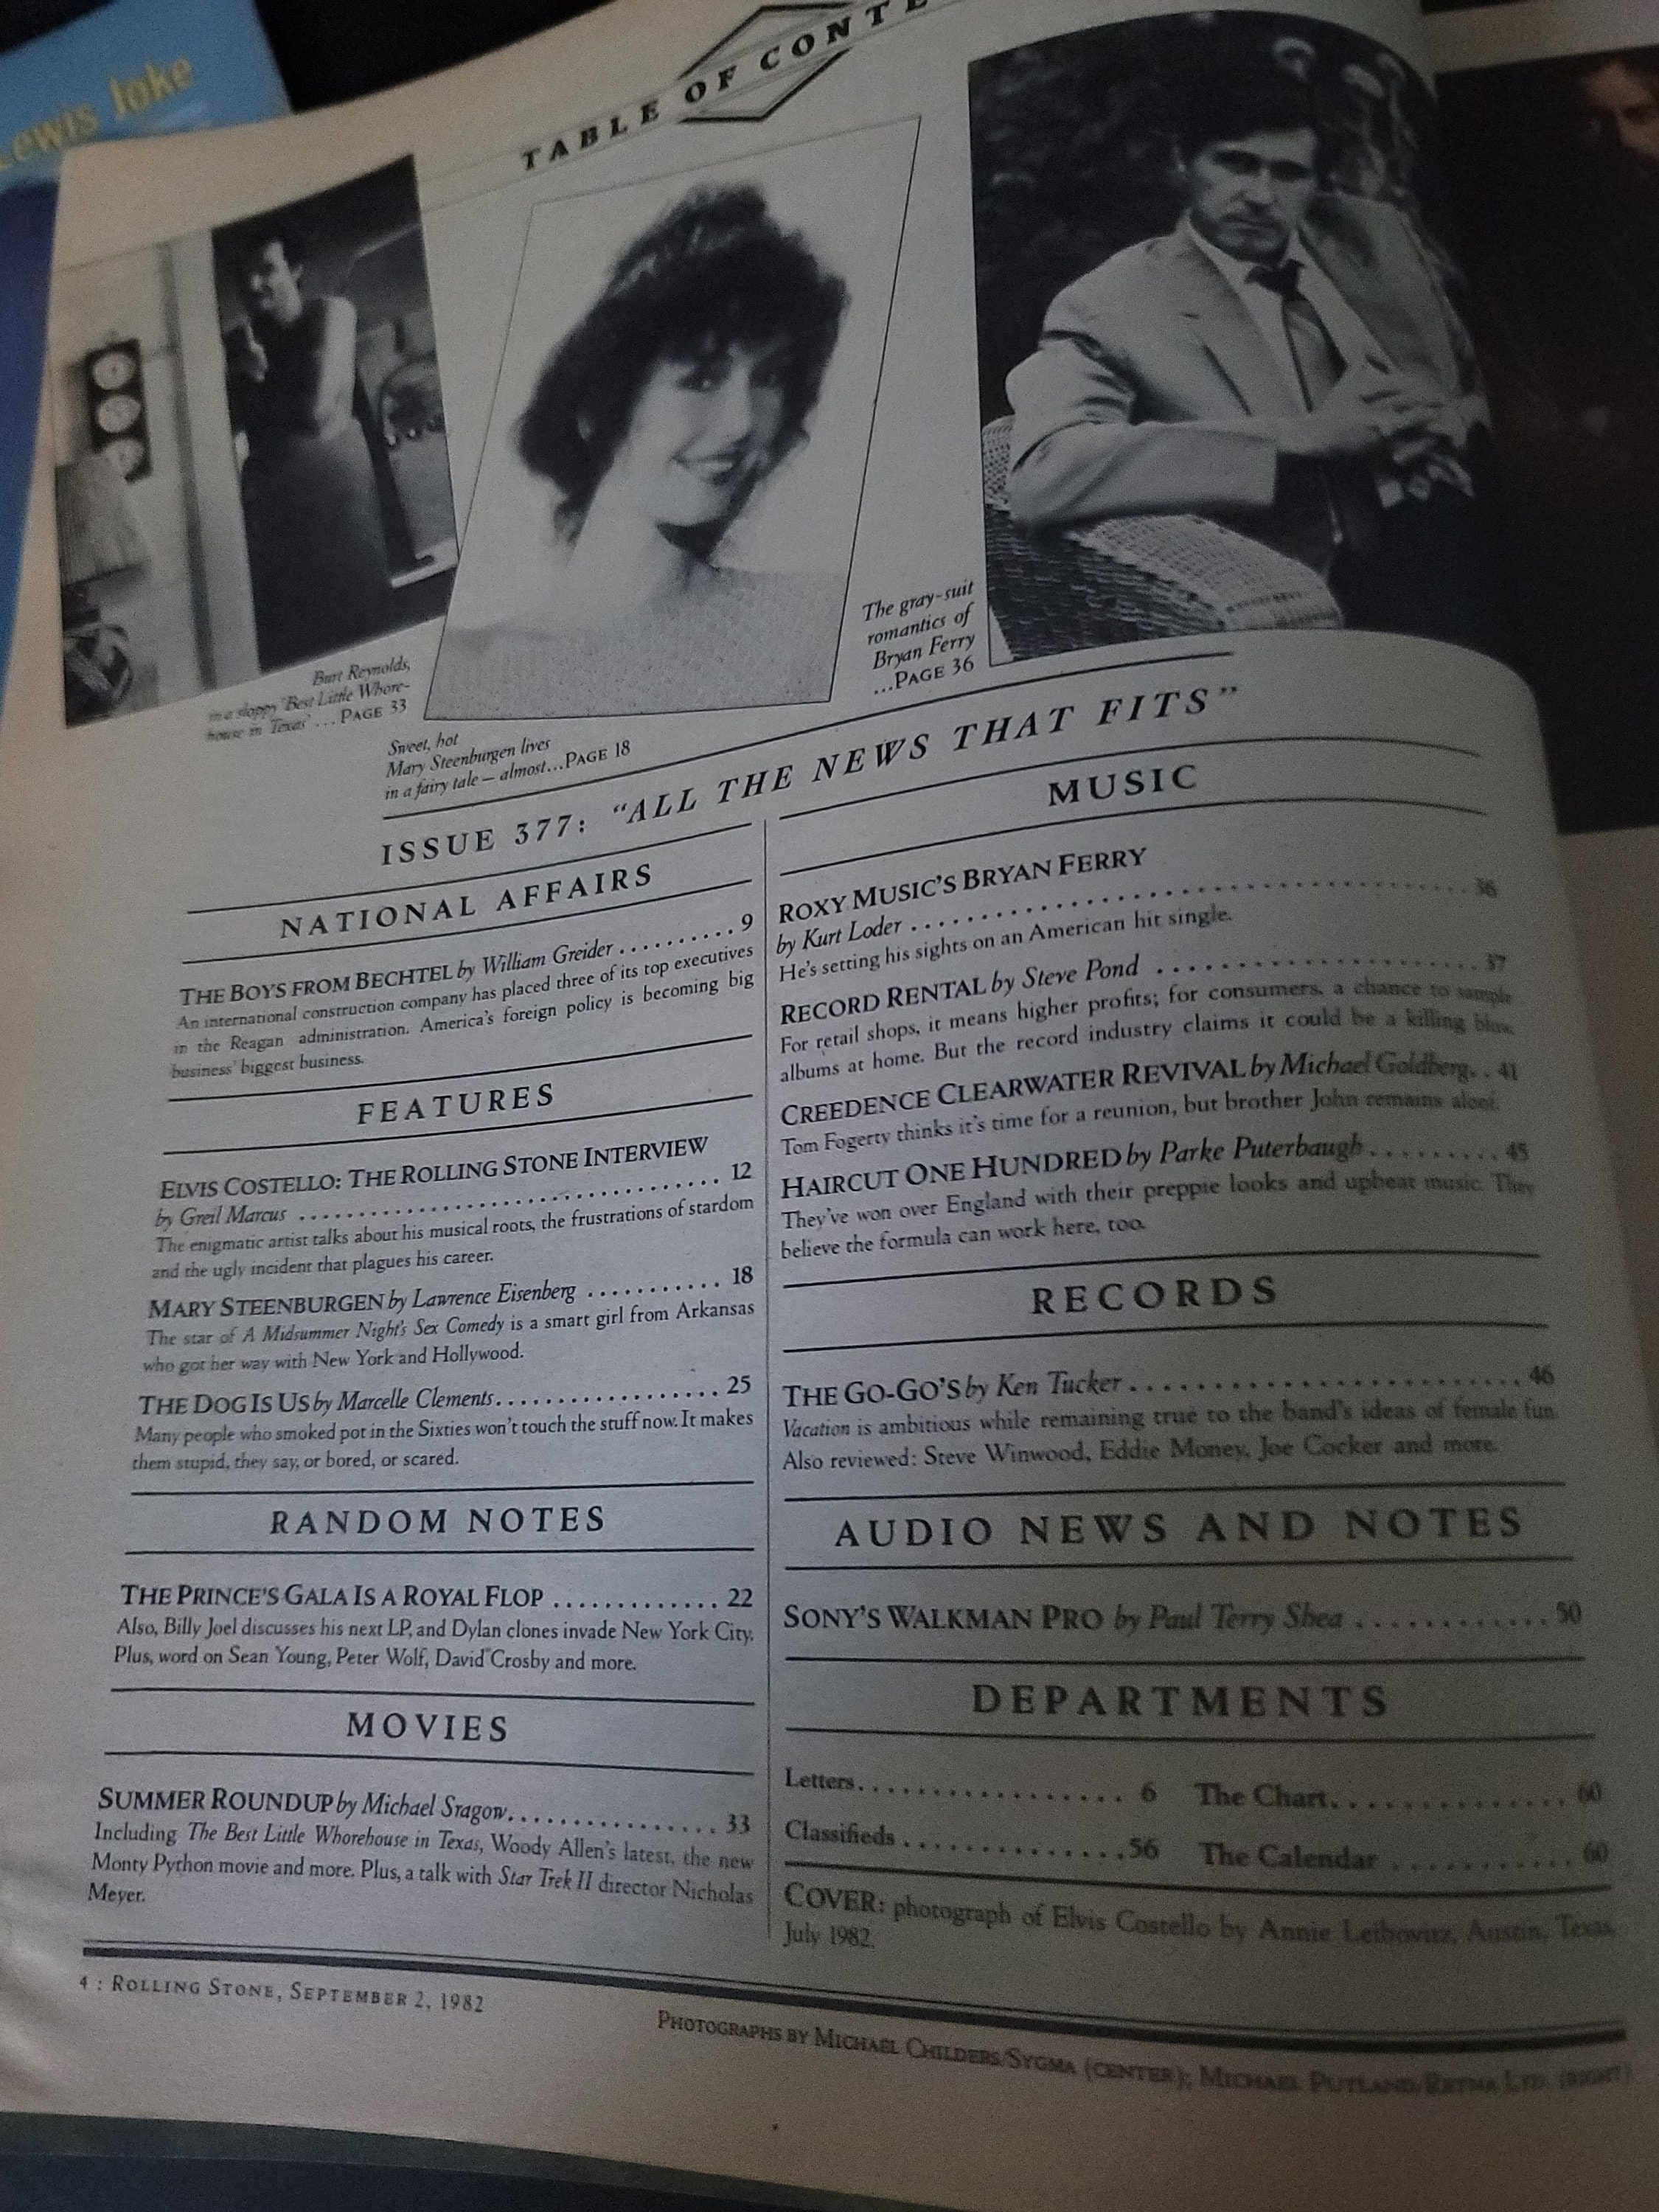 Lewis Joke
TABLE OF CONTE
Burt Reynolds,
in a sloppy 'Best Little Whore-
house in Texas' ... PAGE 33
Sweet, hot
Mary Steenburgen lives
in a fairy tale — almost...PAGE 18
The gray-suit
romantics of
Bryan Ferry
...PAGE 36
ISSUE 377: "ALL THE NEWS THAT FITS"
NATIONAL AFFAIRS
THE BOYS FROM BECHTEL by William Greider .......... 9
An international construction company has placed three of its top executives
in the Reagan administration. America's foreign policy is becoming big
business' biggest business.
FEATURES
ELVIS COSTELLO: THE ROLLING STONE INTERVIEW
by Greil Marcus .................................. 12
The enigmatic artist talks about his musical roots, the frustrations of stardom
and the ugly incident that plagues his career.
MARY STEENBURGEN by Lawrence Eisenberg ........... 18
The star of A Midsummer Night's Sex Comedy is a smart girl from Arkansas
who got her way with New York and Hollywood.
THE DOG IS US by Marcelle Clements.................. 25
Many people who smoked pot in the Sixties won't touch the stuff now. It makes
them stupid, they say, or bored, or scared.
RANDOM NOTES
THE PRINCE'S GALA IS A ROYAL FLOP ............. 22
Also, Billy Joel discusses his next LP, and Dylan clones invade New York City.
Plus, word on Sean Young, Peter Wolf, David Crosby and more.
MOVIES
SUMMER ROUNDUP by Michael Sragow................ 33
Including The Best Little Whorehouse in Texas, Woody Allen's latest, the new
Monty Python movie and more. Plus, a talk with Star Trek II director Nicholas
Meyer.
MUSIC
ROXY MUSIC'S BRYAN FERRY
by Kurt Loder .................................. 36
He's setting his sights on an American hit single.
RECORD RENTAL by Steve Pond ..................... 37
For retail shops, it means higher profits; for consumers, a chance to sample
albums at home. But the record industry claims it could be a killing blow.
CREEDENCE CLEARWATER REVIVAL by Michael Goldberg. . 41
Tom Fogerty thinks it's time for a reunion, but brother John remains aloof.
HAIRCUT ONE HUNDRED by Parke Puterbaugh......... 45
They've won over England with their preppie looks and upbeat music. They
believe the formula can work here, too.
RECORDS
THE GO-GO'S by Ken Tucker........................ 46
Vacation is ambitious while remaining true to the band's ideas of female fun.
Also reviewed: Steve Winwood, Eddie Money, Joe Cocker and more.
AUDIO NEWS AND NOTES
SONY'S WALKMAN PRO by Paul Terry Shea ............. 50
DEPARTMENTS
Letters................. 6 The Chart............... 60
Classifieds ..............56 The Calendar ........... 60
COVER: photograph of Elvis Costello by Annie Leibovitz, Austin, Texas,
July 1982.
4 : ROLLING STONE, SEPTEMBER 2, 1982
PHOTOGRAPHS BY MICHAEL CHILDERS/SYGMA (CENTER); MICHAEL PUTLAND/RETNA LTD. (RIGHT)